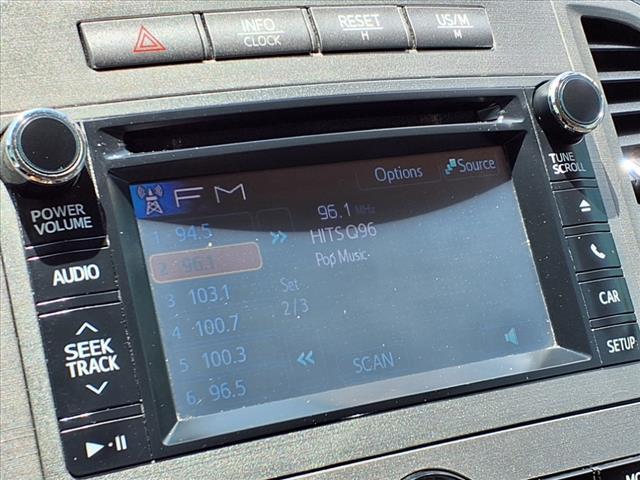 INFO
CLOCK
RESET
H
US/M
M
POWER
VOLUME
AUDIO
SEEK
TRACK
FM
Options
Source
1 94.5
2 96.1
3 103.1
4 100.7
5 100.3
6 96.5
96.1 MHz
HITS Q96
Pop Music
Set
2/3
SCAN
TUNE
SCROLL
CAR
SETUP